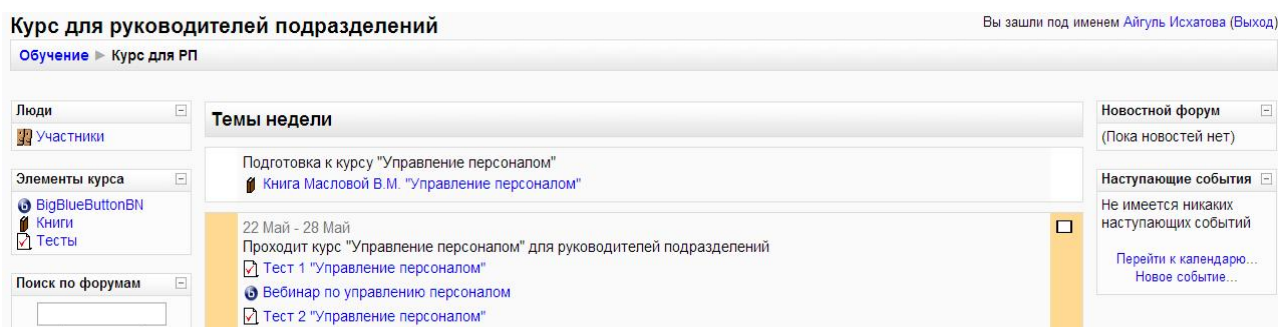 Курс для руководителей подразделений
Вы зашли под именем Айгуль Исхатова (Выход)
Обучение ► Курс для РП
Люди
Участники
Элементы курса
BigBlueButtonBN
Книги
Тесты
Поиск по форумам
Темы недели
Подготовка к курсу "Управление персоналом"
Книга Масловой В.М. "Управление персоналом"
22 Май - 28 Май
Проходит курс "Управление персоналом" для руководителей подразделений
Тест 1 "Управление персоналом"
Вебинар по управлению персоналом
Тест 2 "Управление персоналом"
Новостной форум
(Пока новостей нет)
Наступающие события
Не имеется никаких
наступающих событий
Перейти к календарю...
Новое событие...